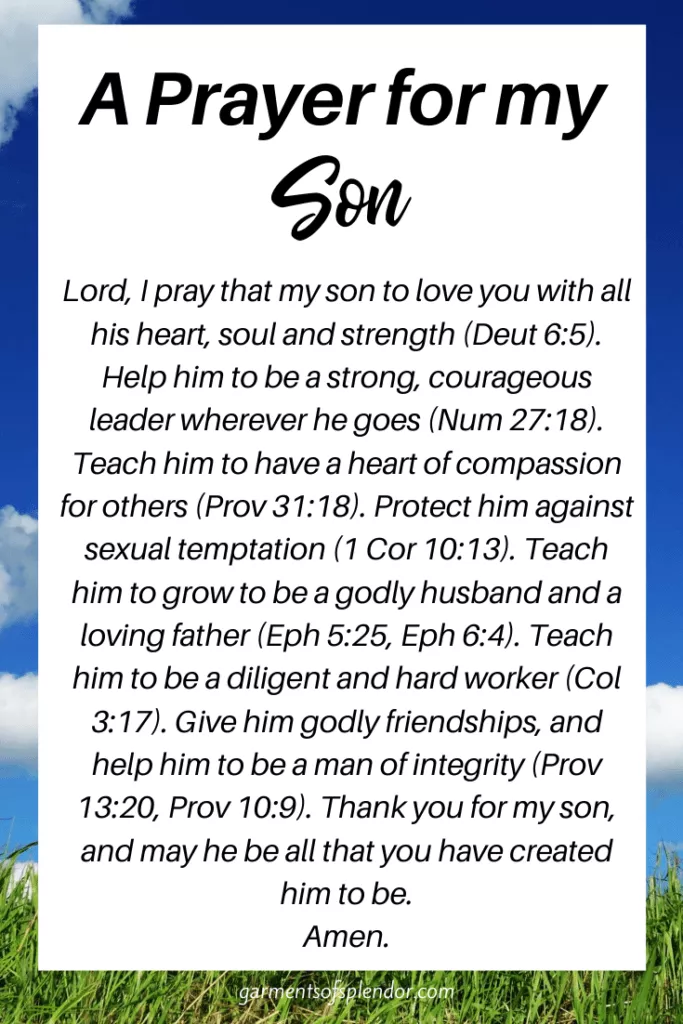 A Prayer for my
Son
Lord, I pray that my son to love you with all
his heart, soul and strength (Deut 6:5).
Help him to be a strong, courageous
leader wherever he goes (Num 27:18).
Teach him to have a heart of compassion
for others (Prov 31:18). Protect him against
sexual temptation (1 Cor 10:13). Teach
him to grow to be a godly husband and a
loving father (Eph 5:25, Eph 6:4). Teach
him to be a diligent and hard worker (Col
3:17). Give him godly friendships, and
help him to be a man of integrity (Prov
13:20, Prov 10:9). Thank you for my son,
and may he be all that you have created
him to be.
Amen.
garmentsofsplendor.com